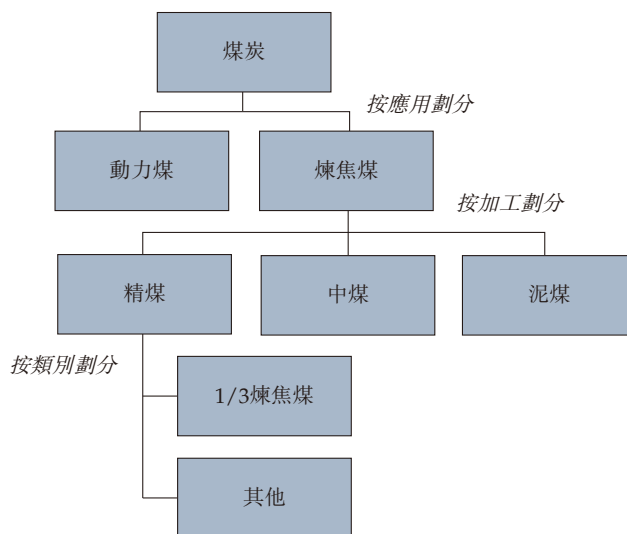 煤炭
按應用劃分
動力煤
煉焦煤
按加工劃分
精煤
中煤
泥煤
按類別劃分
1/3煉焦煤
其他